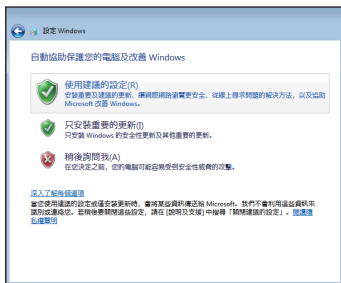 設定 Windows
自動協助保護您的電腦及改善 Windows
使用建議的設定(R)
安裝重要及建議的更新、讓網際網路瀏覽更安全、從線上尋求問題的解決方法，以及協助
Microsoft 改善 Windows。
只安裝重要的更新(I)
只安裝 Windows 的安全性更新及其他重要的更新。
稍後詢問我(A)
在您決定之前，您的電腦可能容易受到安全性威脅的攻擊。
深入了解每個選項
當您使用建議的設定或僅安裝更新時，會將某些資訊傳送給 Microsoft。我們不會利用這些資訊來
識別或連絡您。若稍後要關閉這些設定，請在 [說明及支援] 中搜尋「關閉建議的設定」。閱讀隱
私權聲明